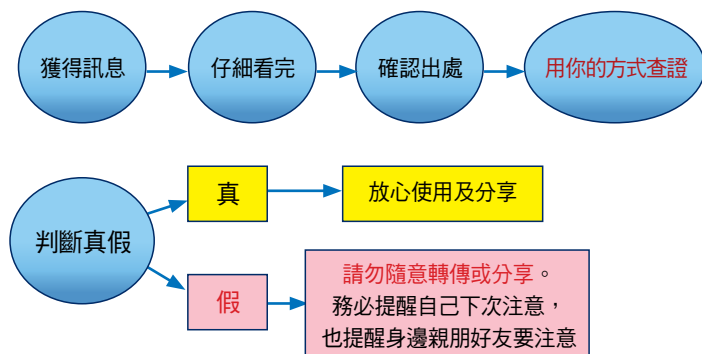 獲得訊息
仔細看完
確認出處
用你的方式查證
判斷真假
真
放心使用及分享
假
請勿隨意轉傳或分享。
務必提醒自己下次注意，
也提醒身邊親朋好友要注意